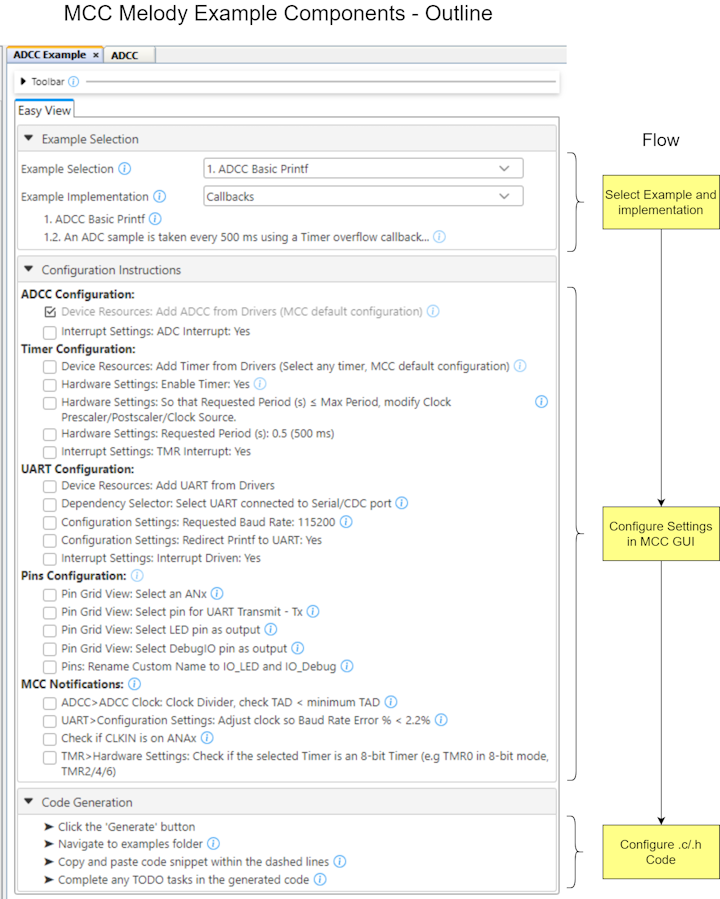 MCC Melody Example Components - Outline
ADCC Example × ADCC
Toolbar
Easy View
Example Selection
Flow
Example Selection 1. ADCC Basic Printf
Example Implementation Callbacks
Select Example and
implementation
1. ADCC Basic Printf
1.2. An ADC sample is taken every 500 ms using a Timer overflow callback...
Configuration Instructions
ADCC Configuration:
Device Resources: Add ADCC from Drivers (MCC default configuration)
Interrupt Settings: ADC Interrupt: Yes
Timer Configuration:
Device Resources: Add Timer from Drivers (Select any timer, MCC default configuration)
Hardware Settings: Enable Timer: Yes
Hardware Settings: So that Requested Period (s) ≤ Max Period, modify Clock
Prescaler/Postscaler/Clock Source.
Hardware Settings: Requested Period (s): 0.5 (500 ms)
Interrupt Settings: TMR Interrupt: Yes
UART Configuration:
Device Resources: Add UART from Drivers
Dependency Selector: Select UART connected to Serial/CDC port
Configuration Settings: Requested Baud Rate: 115200
Configuration Settings: Redirect Printf to UART: Yes
Interrupt Settings: Interrupt Driven: Yes
Configure Settings
in MCC GUI
Pins Configuration:
Pin Grid View: Select an ANx
Pin Grid View: Select pin for UART Transmit - Tx
Pin Grid View: Select LED pin as output
Pin Grid View: Select DebugIO pin as output
Pins: Rename Custom Name to IO_LED and IO_Debug
MCC Notifications:
ADCC>ADCC Clock: Clock Divider, check TAD < minimum TAD
UART>Configuration Settings: Adjust clock so Baud Rate Error % < 2.2%
Check if CLKIN is on ANAx
TMR>Hardware Settings: Check if the selected Timer is an 8-bit Timer (e.g TMR0 in 8-bit mode,
TMR2/4/6)
Code Generation
Click the 'Generate' button
Navigate to examples folder
Copy and paste code snippet within the dashed lines
Complete any TODO tasks in the generated code
Configure .c/.h
Code